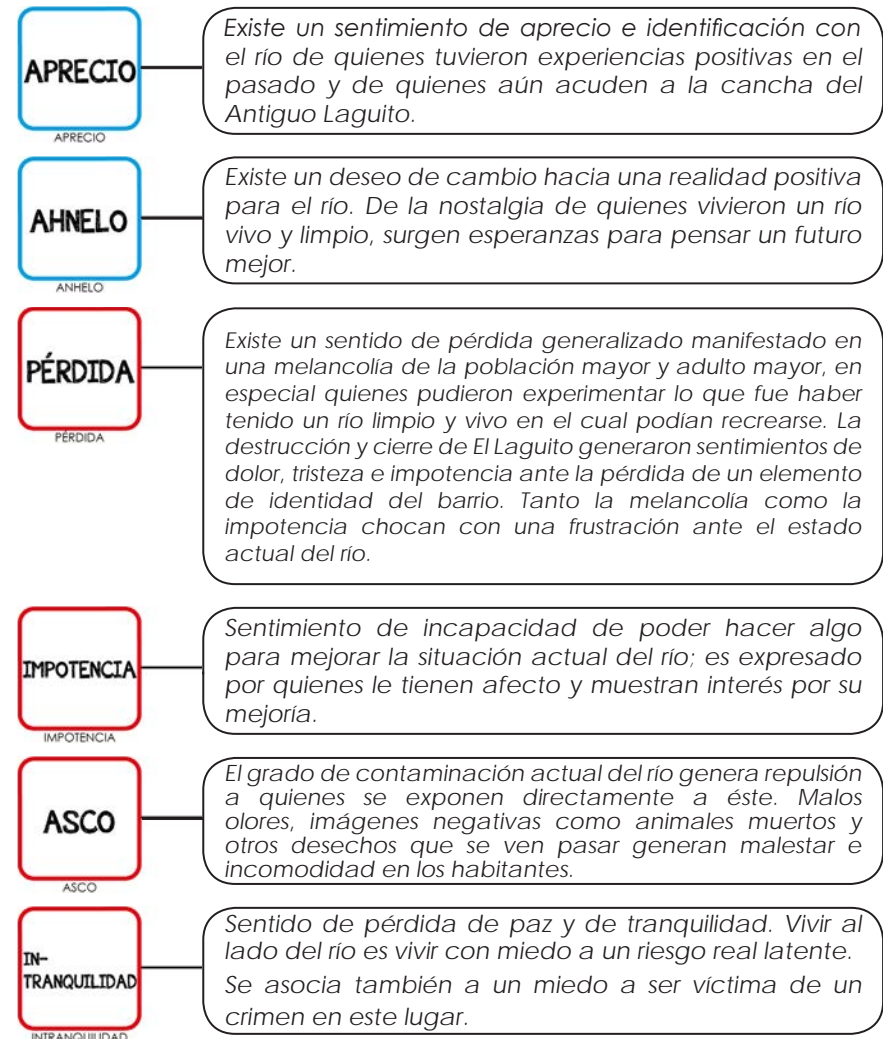 APRECIO
APRECIO
Existe un sentimiento de aprecio e identificación con
el río de quienes tuvieron experiencias positivas en el
pasado y de quienes aún acuden a la cancha del
Antiguo Laguito.
AHNELO
ANHELO
Existe un deseo de cambio hacia una realidad positiva
para el río. De la nostalgia de quienes vivieron un río
vivo y limpio, surgen esperanzas para pensar un futuro
mejor.
PÉRDIDA
PÉRDIDA
Existe un sentido de pérdida generalizado manifestado en
una melancolía de la población mayor y adulto mayor, en
especial quienes pudieron experimentar lo que fue haber
tenido un río limpio y vivo en el cual podían recrearse. La
destrucción y cierre de El Laguito generaron sentimientos de
dolor, tristeza e impotencia ante la pérdida de un elemento
de identidad del barrio. Tanto la melancolía como la
impotencia chocan con una frustración ante el estado
actual del río.
IMPOTENCIA
IMPOTENCIA
Sentimiento de incapacidad de poder hacer algo
para mejorar la situación actual del río; es expresado
por quienes le tienen afecto y muestran interés por su
mejoría.
ASCO
ASCO
El grado de contaminación actual del río genera repulsión
a quienes se exponen directamente a éste. Malos
olores, imágenes negativas como animales muertos y
otros desechos que se ven pasar generan malestar e
incomodidad en los habitantes.
IN-
TRANQUILIDAD
INTRANQUILIDAD
Sentido de pérdida de paz y de tranquilidad. Vivir al
lado del río es vivir con miedo a un riesgo real latente.
Se asocia también a un miedo a ser víctima de un
crimen en este lugar.